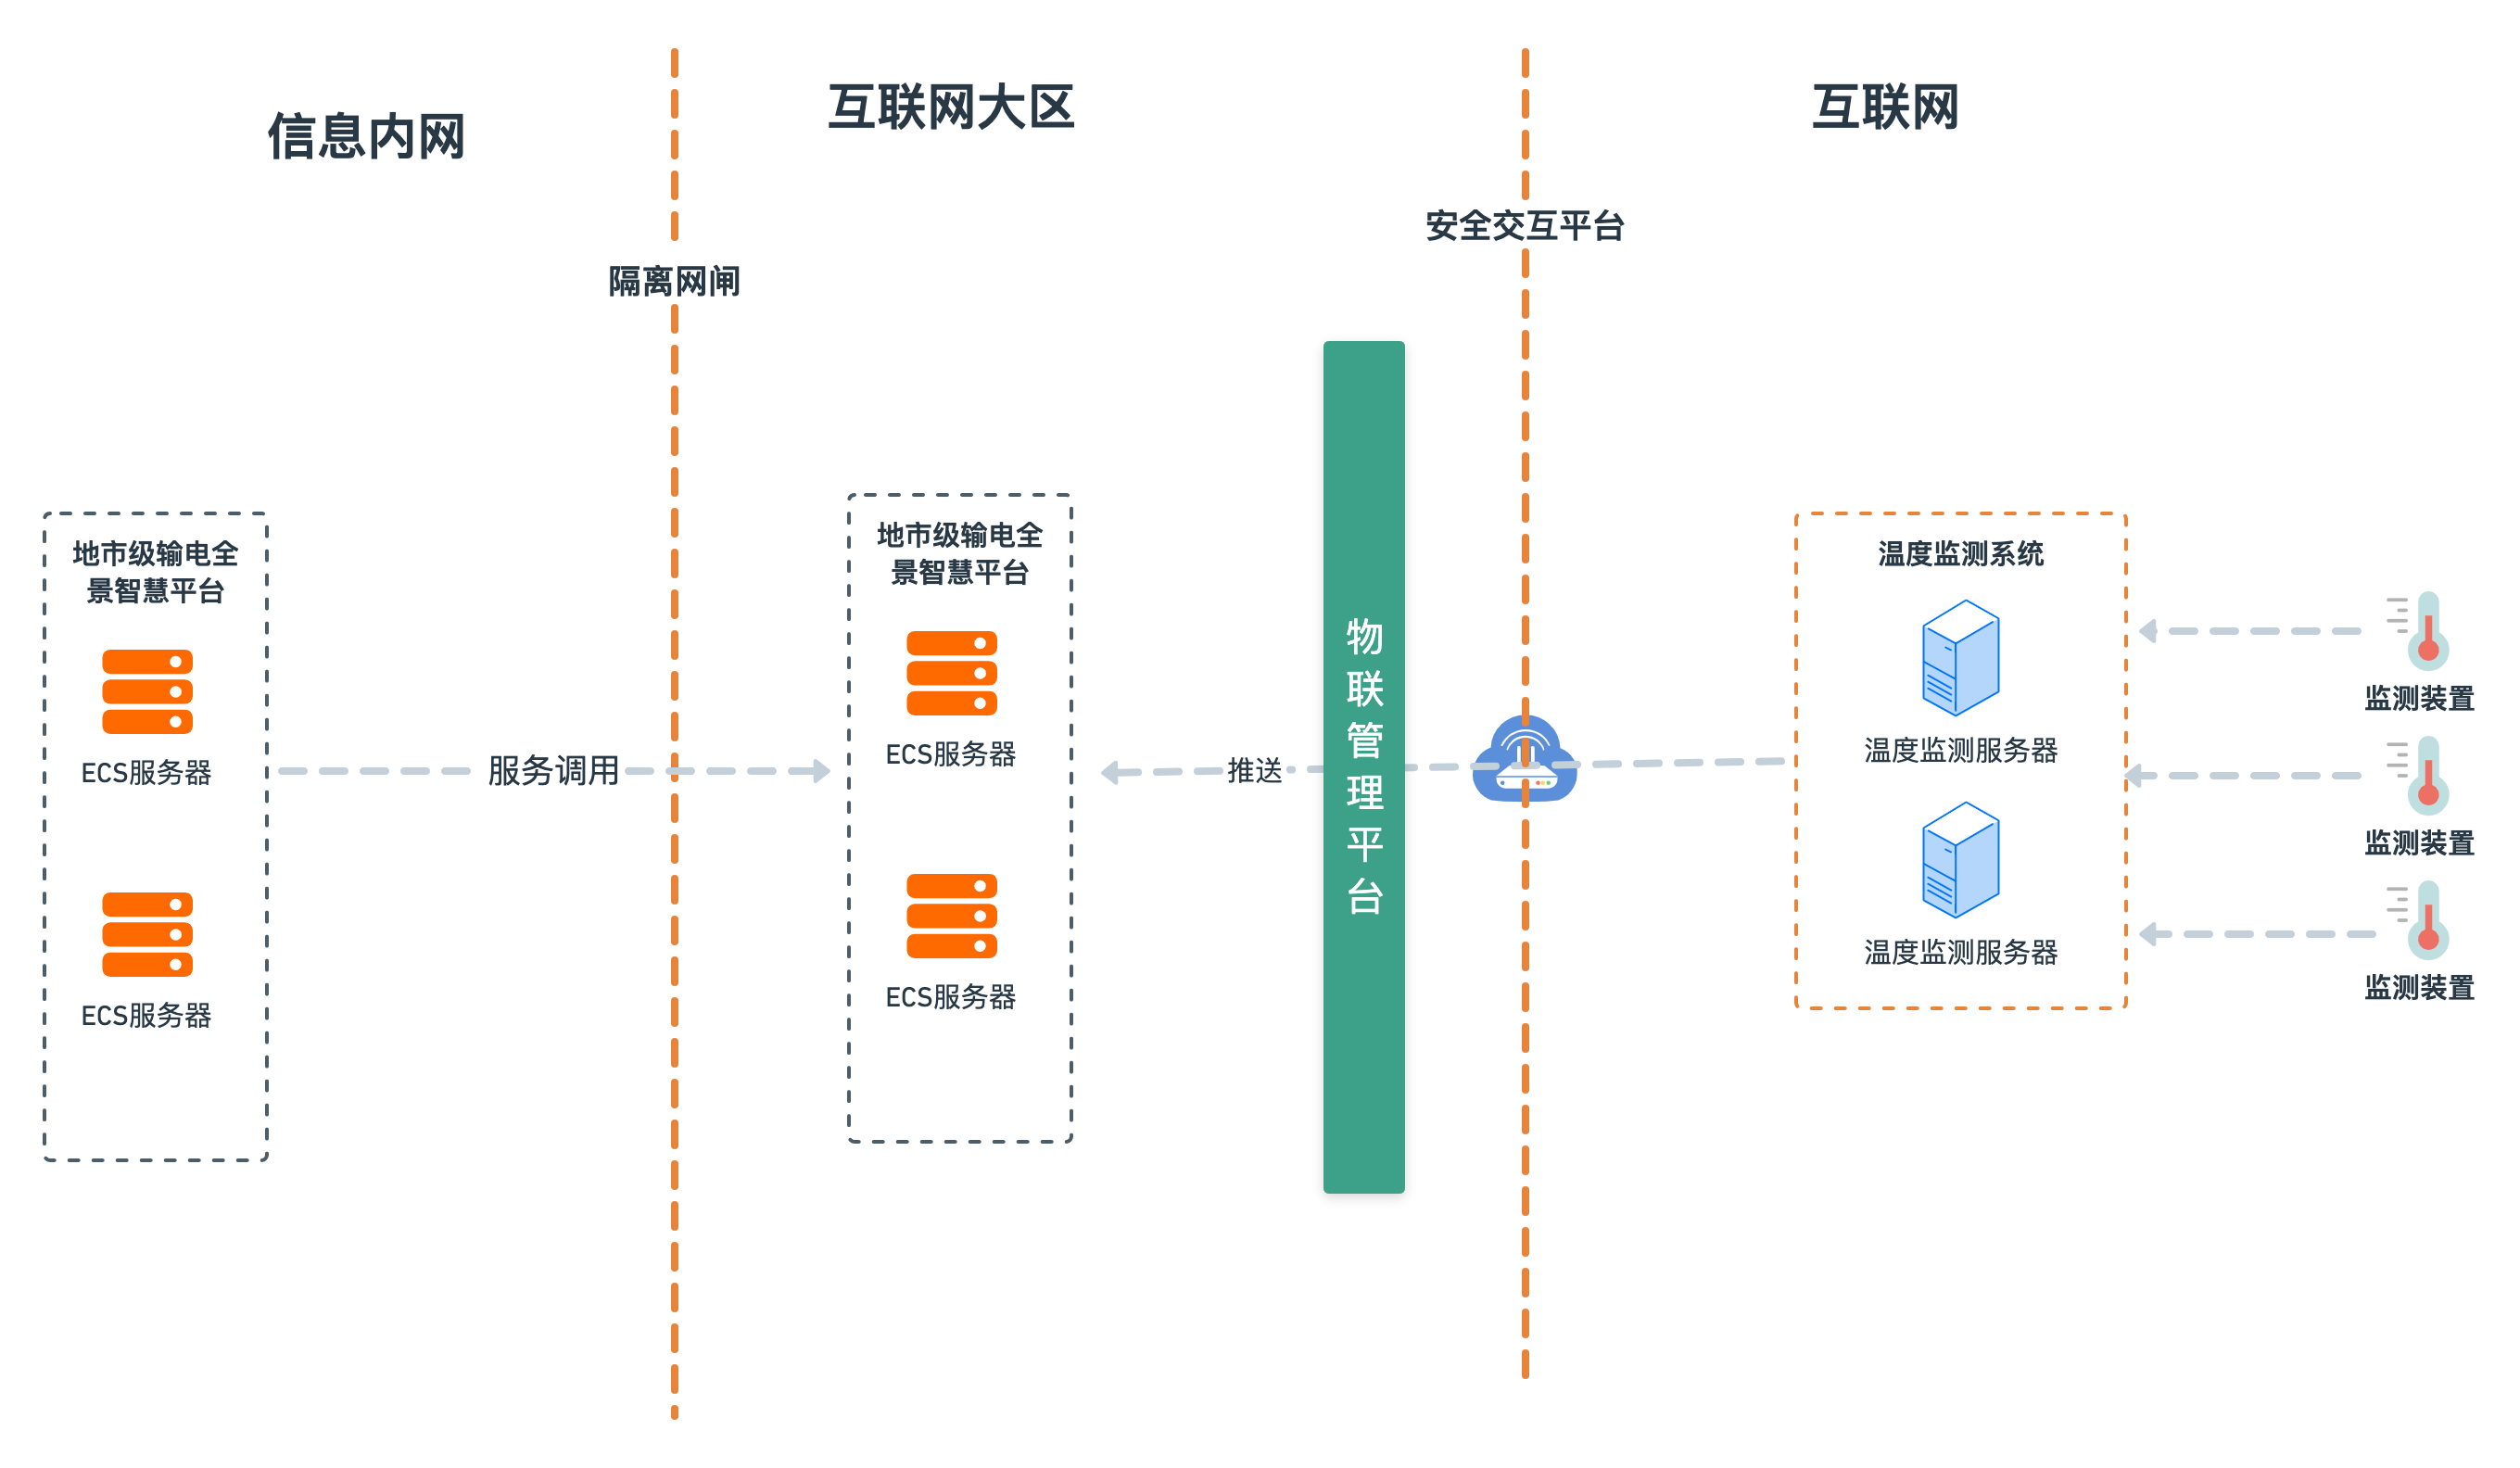 信息内网
互联网大区
互联网
隔离网闸
安全交互平台
地市级输电全
景智慧平台
ECS服务器
ECS服务器
服务调用
地市级输电全
景智慧平台
ECS服务器
ECS服务器
推送
物联管理平台
温度监测系统
温度监测服务器
温度监测服务器
监测装置
监测装置
监测装置